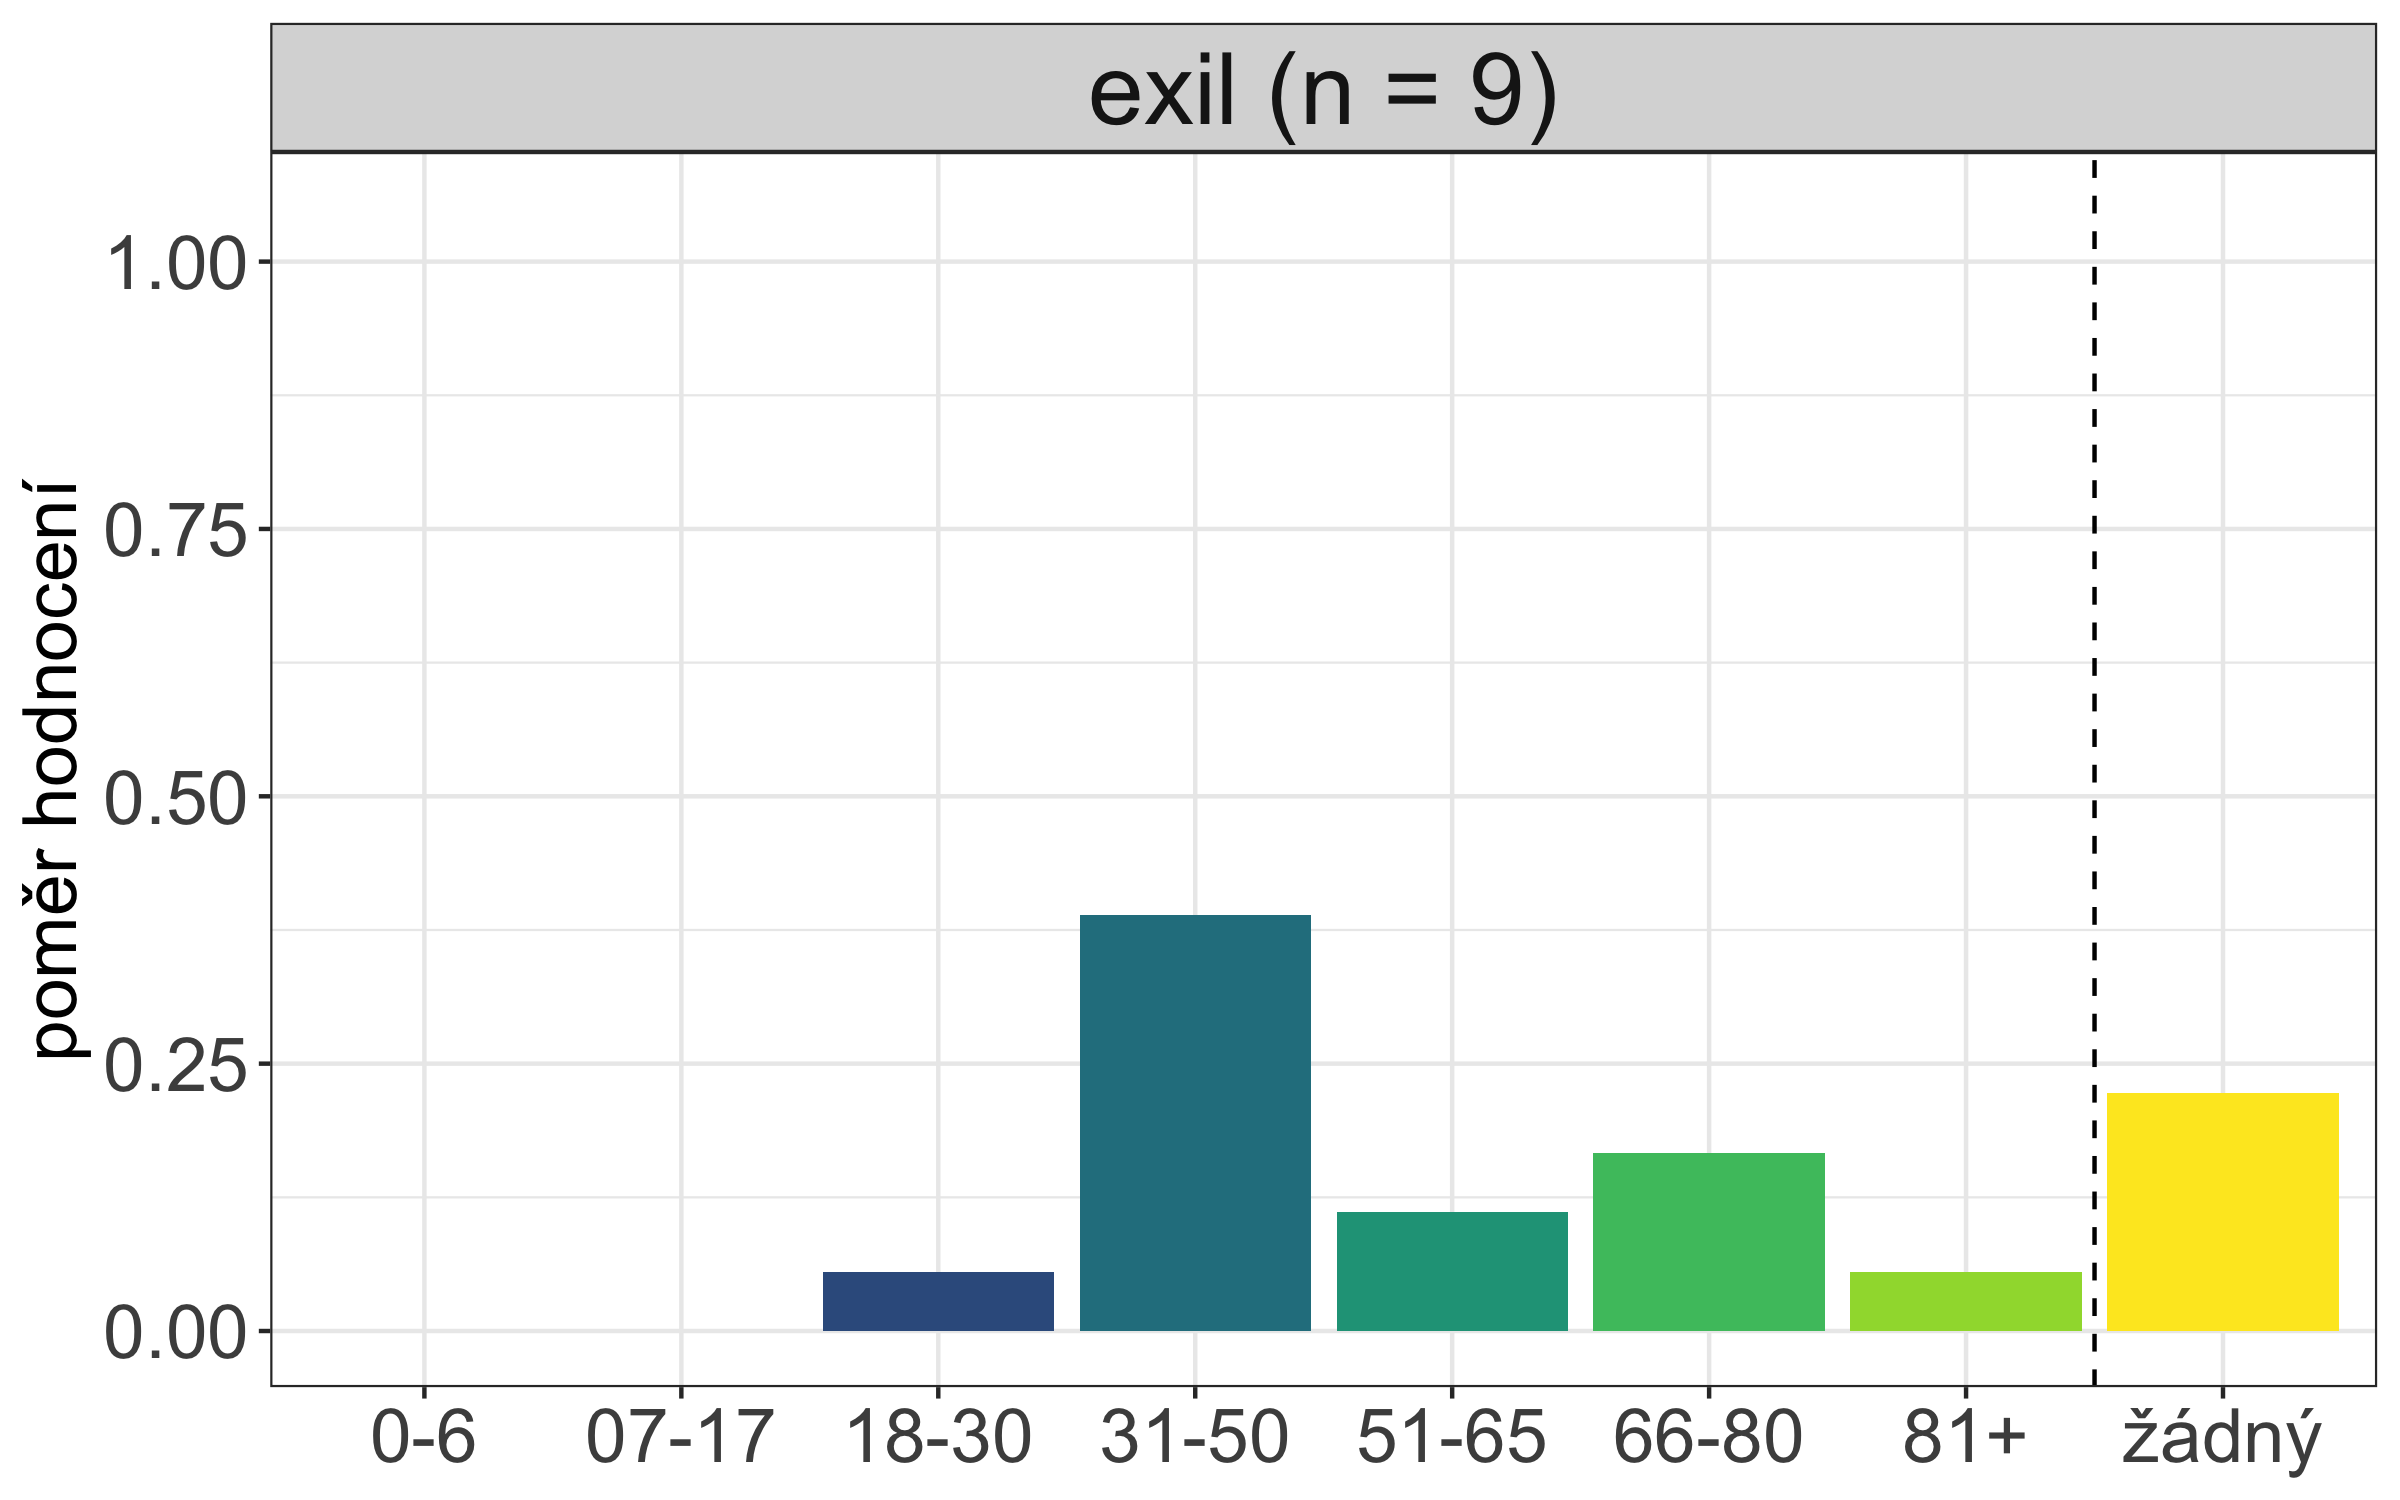 exil (n = 9)
poměr hodnocení
1.00
0.75
0.50
0.25
0.00
0-6 07-17 18-30 31-50 51-65 66-80 81+ žádný